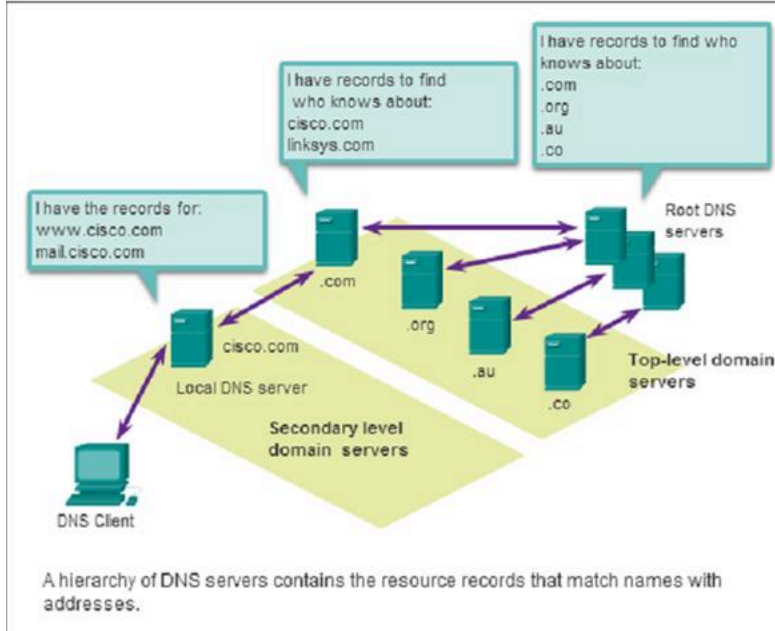 I have records to find who
knows about:
.com
.org
.au
.co
I have records to find
who knows about:
cisco.com
linksys.com
I have the records for:
www.cisco.com
mail.cisco.com
Root DNS
servers
.com
.org
.au
.co
Top-level domain
servers
cisco.com
Local DNS server
Secondary level
domain servers
DNS Client
A hierarchy of DNS servers contains the resource records that match names with
addresses.